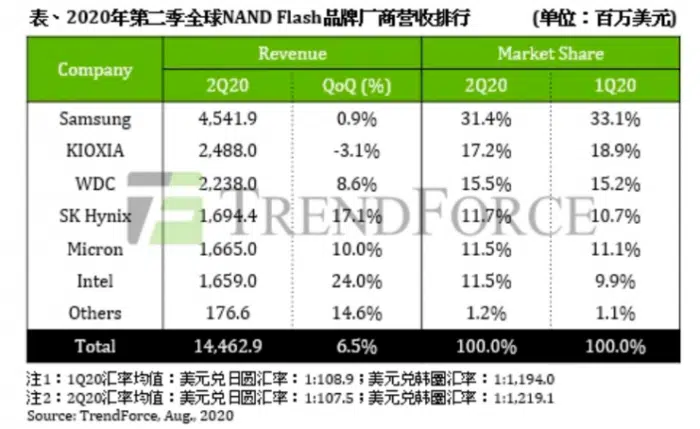 表、2020年第二季全球NAND Flash品牌厂商营收排行 (单位：百万美元)
Company Revenue Market Share
2Q20 QoQ (%) 2Q20 1Q20
Samsung 4,541.9 0.9% 31.4% 33.1%
KIOXIA 2,488.0 -3.1% 17.2% 18.9%
WDC 2,238.0 8.6% 15.5% 15.2%
TRENDFORCE
SK Hynix 1,694.4 17.1% 11.7% 10.7%
Micron 1,665.0 10.0% 11.5% 11.1%
Intel 1,659.0 24.0% 11.5% 9.9%
Others 176.6 14.6% 1.2% 1.1%
Total 14,462.9 6.5% 100.0% 100.0%
注1：1Q20汇率均值：美元兑日圆汇率：1:108.9；美元兑韩圈汇率：1:1,194.0
注2：2Q20汇率均值：美元兑日圆汇率：1:107.5；美元兑韩圈汇率：1:1,219.1
Source: TrendForce, Aug., 2020